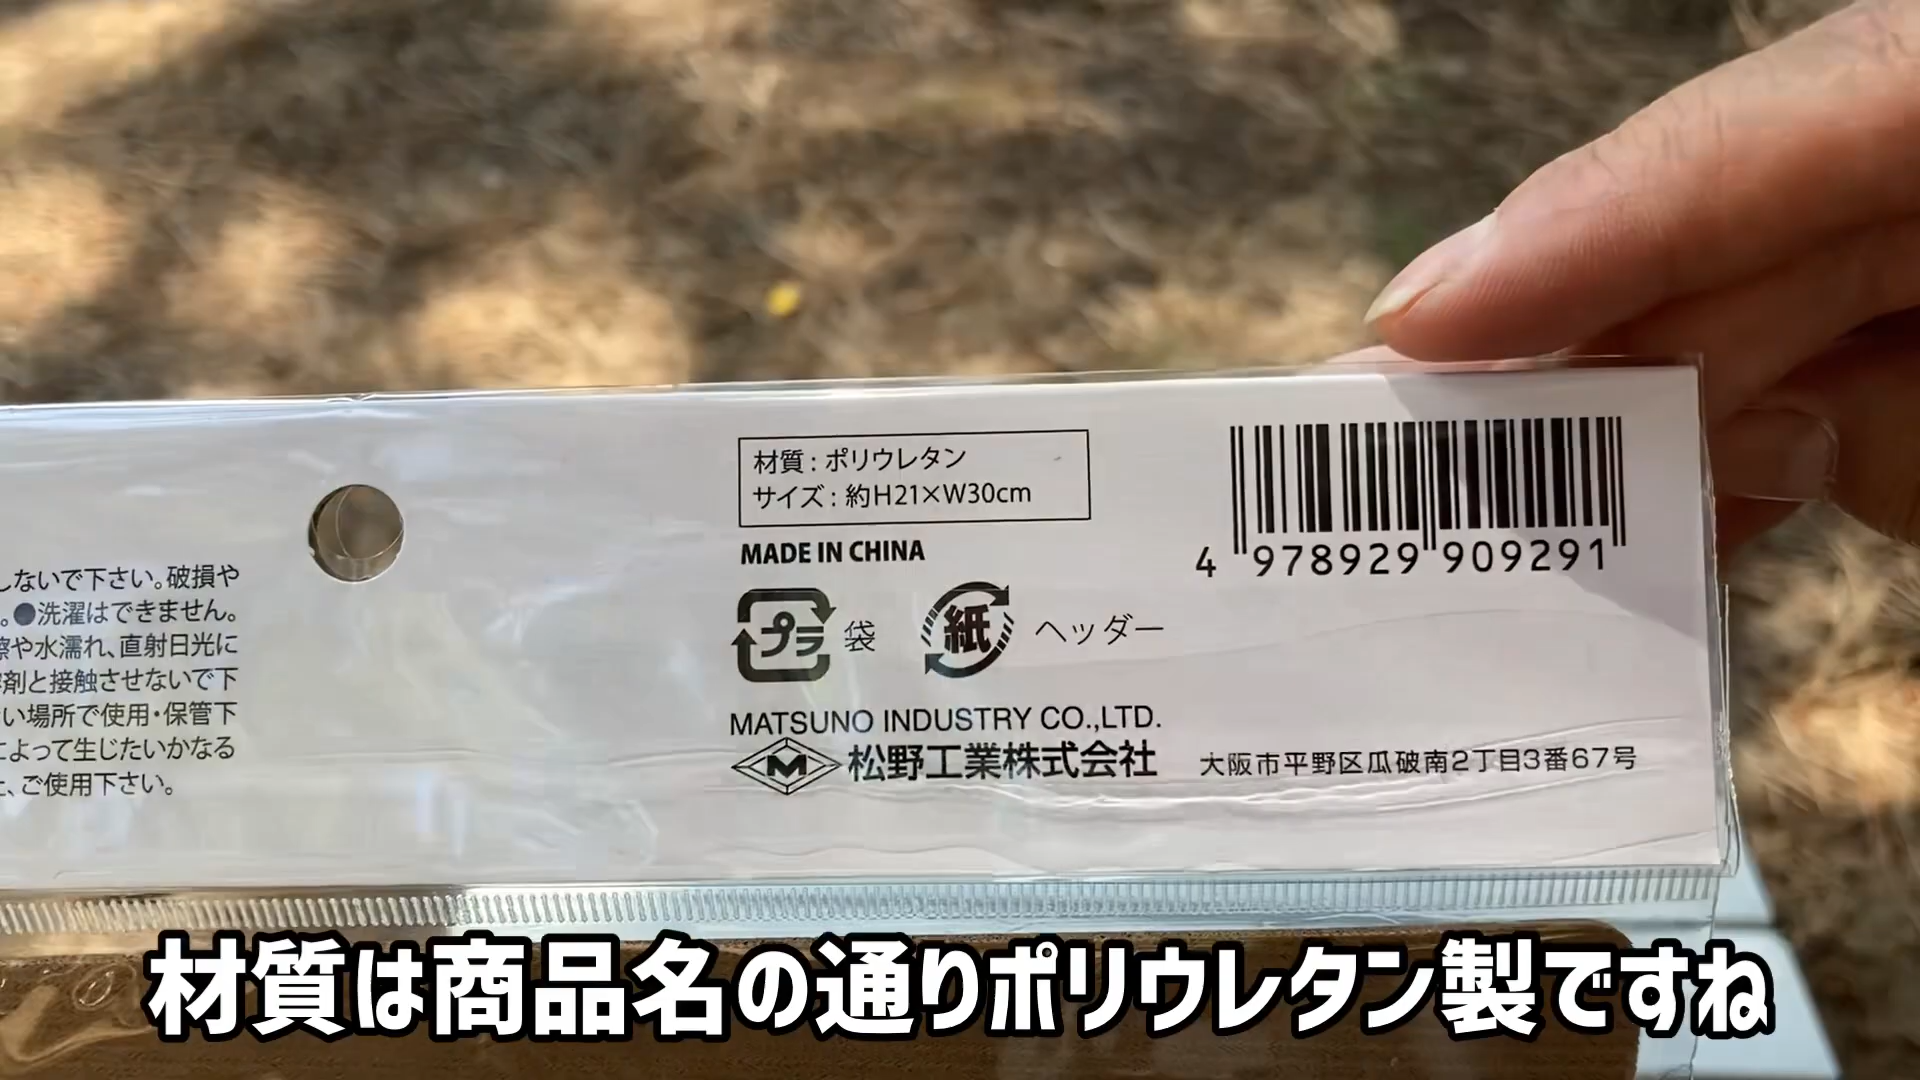 しないで下さい。破損や
。●洗濯はできません。
擦や水濡れ、直射日光に
剤と接触させないで下
い場所で使用・保管下
によって生じたいかなる
、ご使用下さい。
材質：ポリウレタン
サイズ：約H21×W30cm
MADE IN CHINA
プラ 袋 紙 ヘッダー
MATSUNO INDUSTRY CO.,LTD.
M 松野工業株式会社 大阪市平野区瓜破南2丁目3番67号
4 978929 909291
材質は商品名の通りポリウレタン製ですね